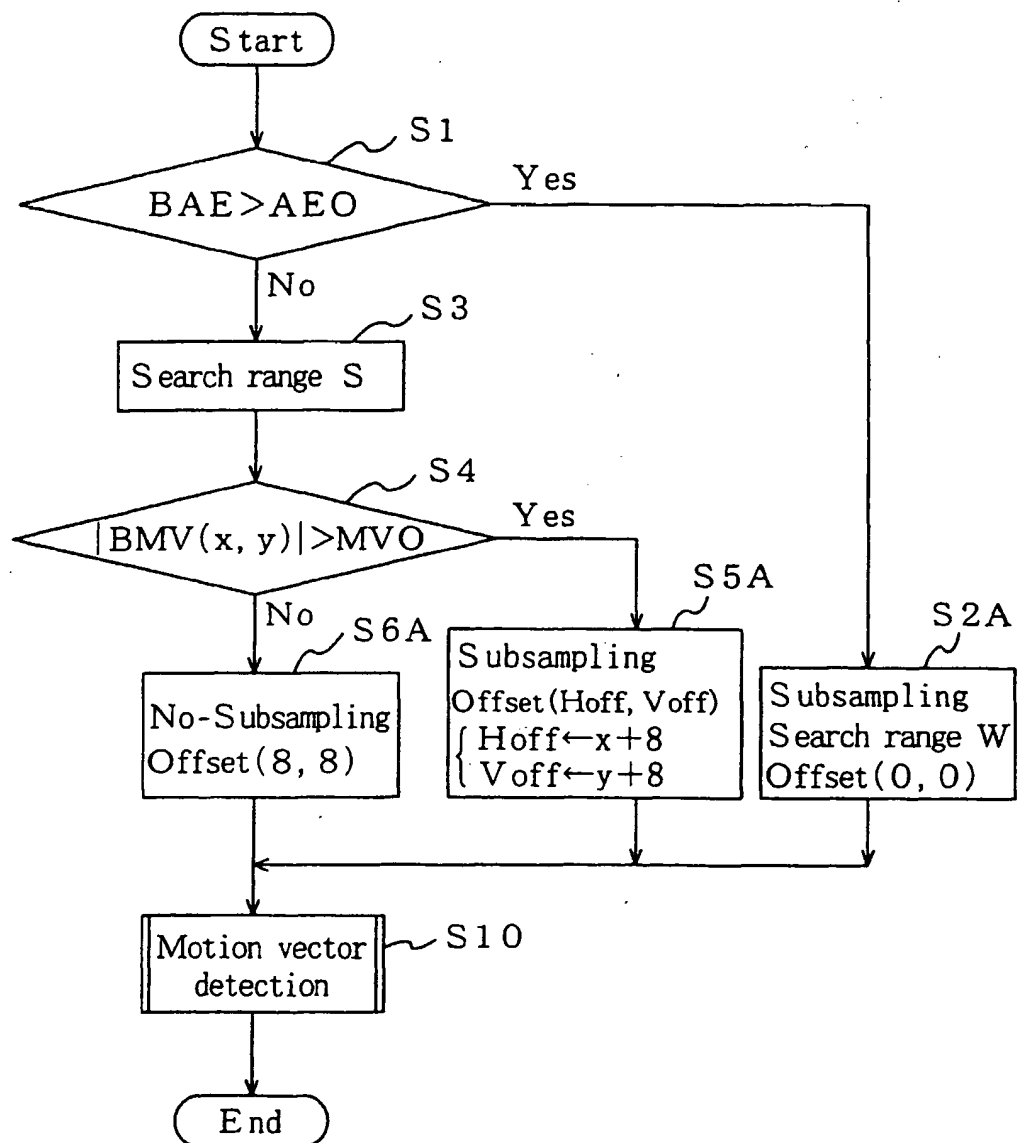 Start
S1
BAE>AEO
Yes
No
S3
Search range S
S4
|BMV(x, y)|>MVO
Yes
No
S6A
No-Subsampling
Offset(8, 8)
S5A
Subsampling
Offset(Hoff, Voff)
Hoff←x+8
Voff←y+8
S2A
Subsampling
Search range W
Offset(0, 0)
Motion vector
detection
S10
End